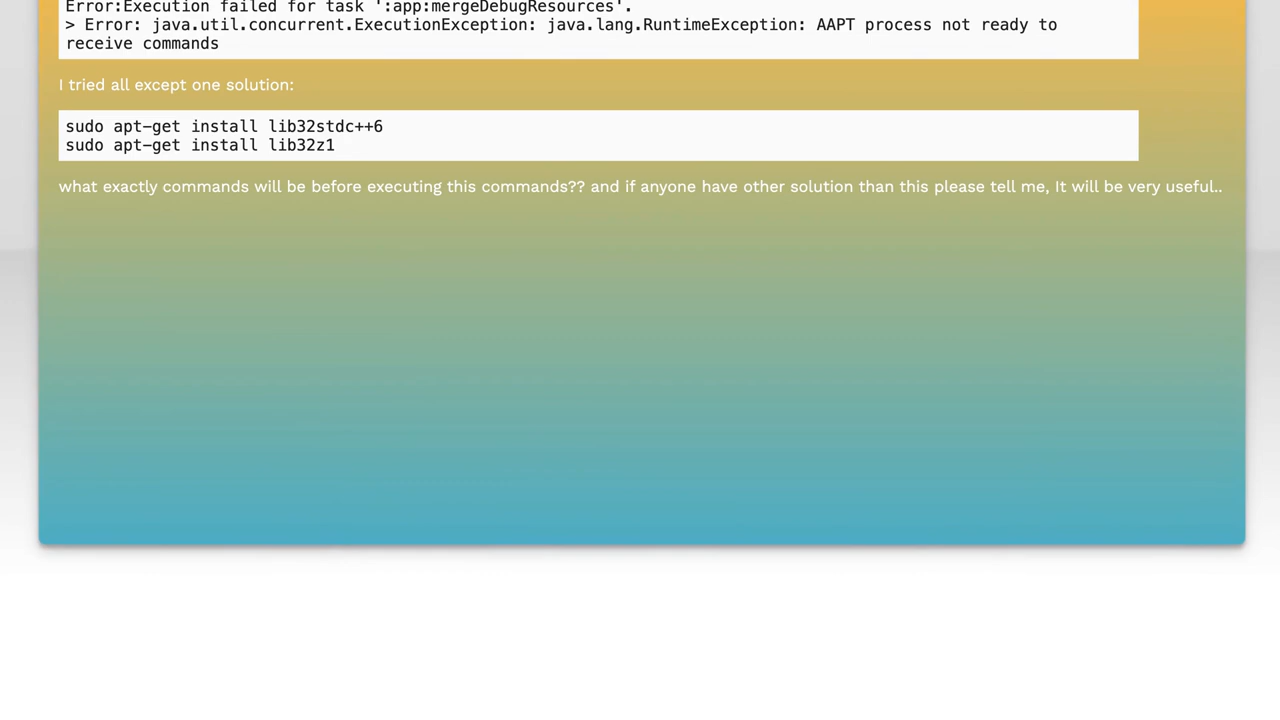 Error:Execution failed for task ':app:mergeDebugResources'.
> Error: java.util.concurrent.ExecutionException: java.lang.RuntimeException: AAPT process not ready to
receive commands
I tried all except one solution:
sudo apt-get install lib32stdc++6
sudo apt-get install lib32z1
what exactly commands will be before executing this commands?? and if anyone have other solution than this please tell me, It will be very useful..